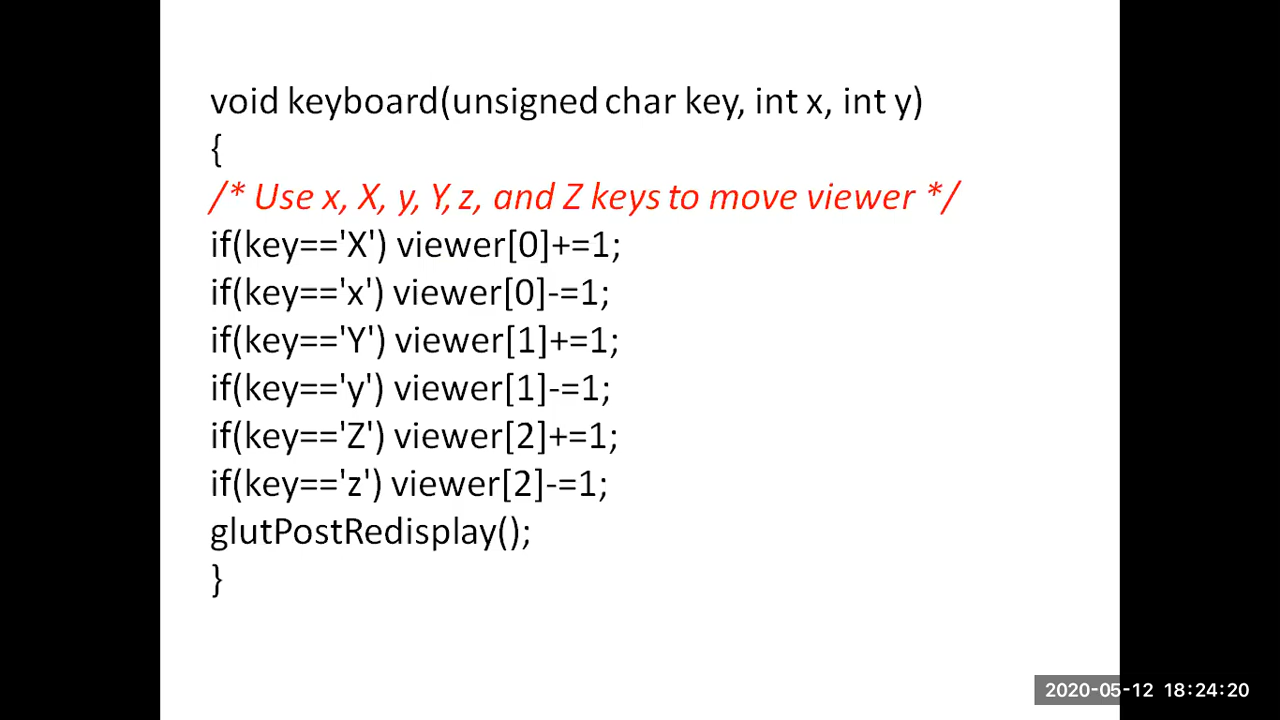 void keyboard(unsigned char key, int x, int y)
{
/* Use x, X, y, Y, z, and Z keys to move viewer */
if(key=='X') viewer[0]+=1;
if(key=='x') viewer[0]-=1;
if(key=='Y') viewer[1]+=1;
if(key=='y') viewer[1]-=1;
if(key=='Z') viewer[2]+=1;
if(key=='z') viewer[2]-=1;
glutPostRedisplay();
}
2020-05-12 18:24:20